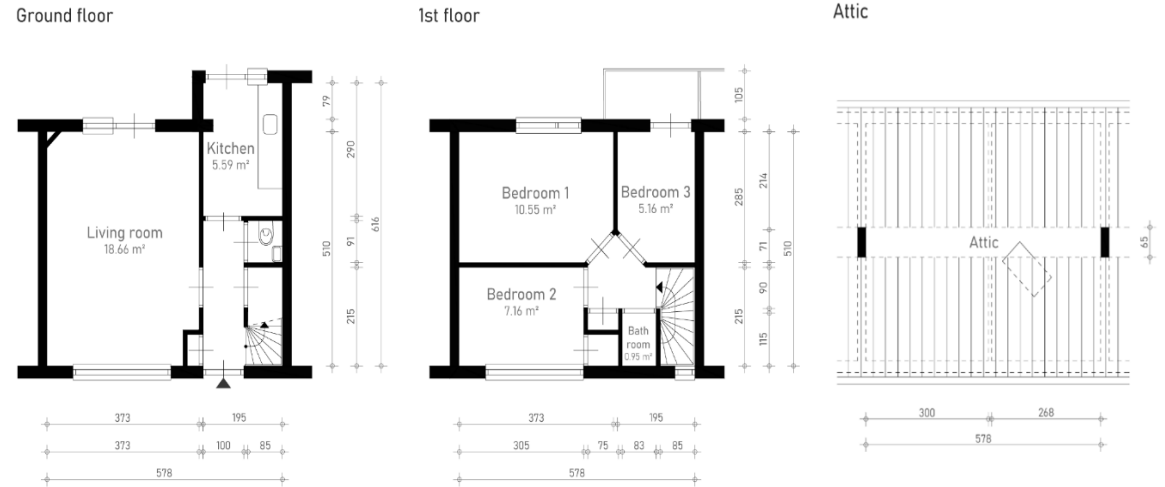 Ground floor
Kitchen
5.59 m²
Living room
18.66 m²
79
290
91
215
510
616
373
195
373
100
85
578
1st floor
Bedroom 1
10.55 m²
Bedroom 3
5.16 m²
Bedroom 2
7.16 m²
Bath
room
0.95 m²
105
285
214
71
90
215
115
510
373
195
305
75
83
85
578
Attic
Attic
65
300
268
578